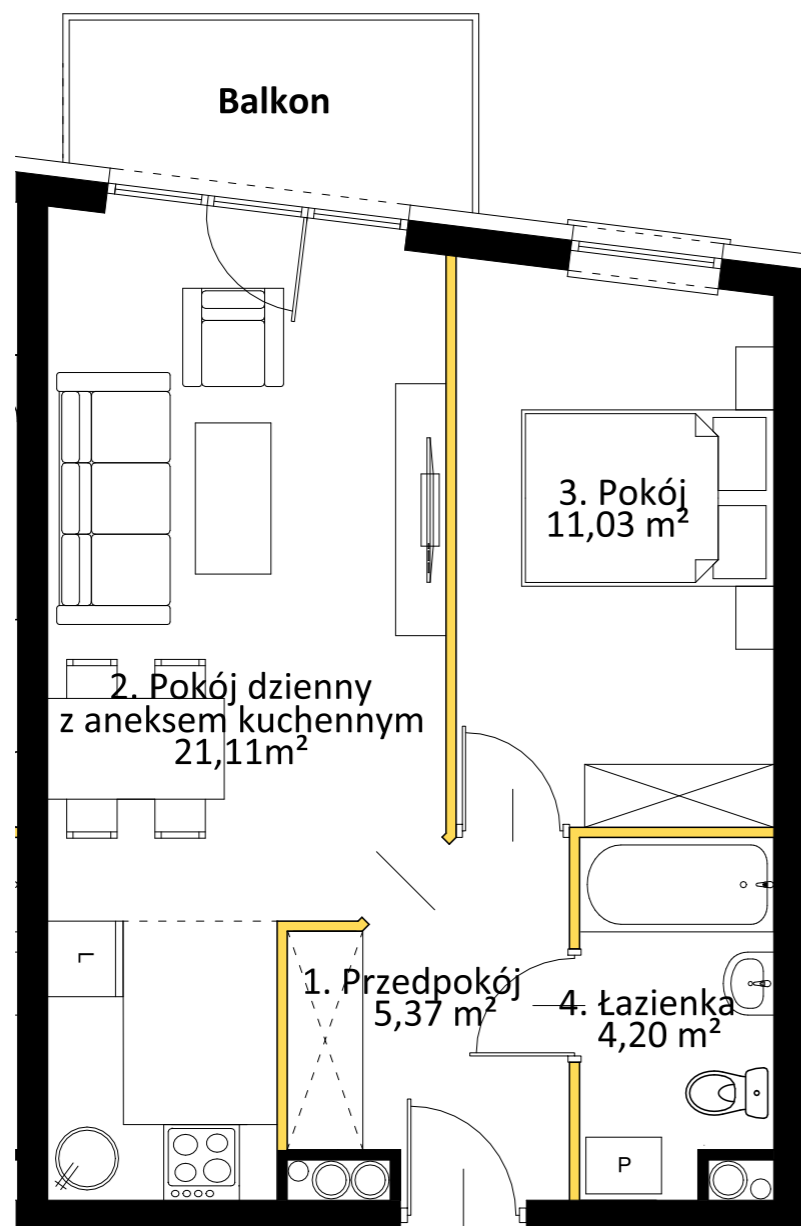 Balkon
3. Pokój
11,03 m²
2. Pokój dzienny
z aneksem kuchennym
21,11m²
L
1. Przedpokój
5,37 m²
4. Łazienka
4,20 m²
P